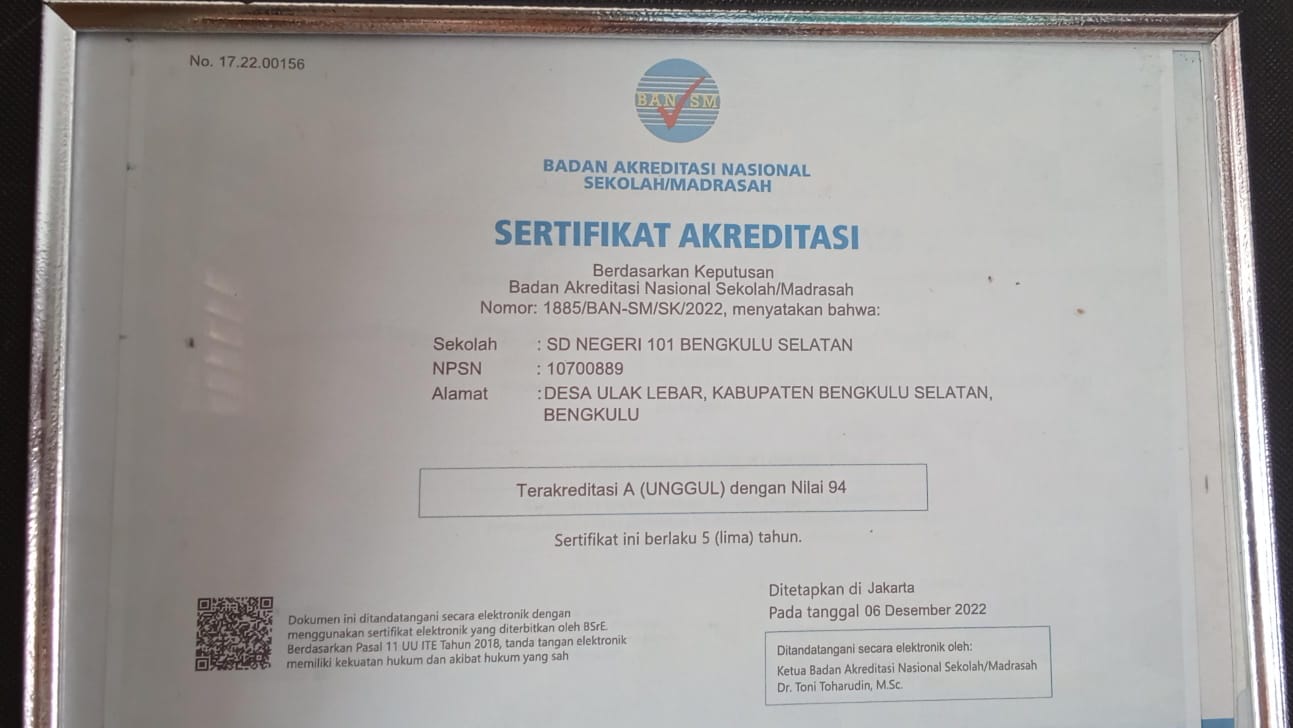 No. 17.22.00156
BAN SM
BADAN AKREDITASI NASIONAL
SEKOLAH/MADRASAH
SERTIFIKAT AKREDITASI
Berdasarkan Keputusan
Badan Akreditasi Nasional Sekolah/Madrasah
Nomor: 1885/BAN-SM/SK/2022, menyatakan bahwa:
Sekolah : SD NEGERI 101 BENGKULU SELATAN
NPSN : 10700889
Alamat : DESA ULAK LEBAR, KABUPATEN BENGKULU SELATAN,
BENGKULU
Terakreditasi A (UNGGUL) dengan Nilai 94
Sertifikat ini berlaku 5 (lima) tahun.
Ditetapkan di Jakarta
Pada tanggal 06 Desember 2022
Dokumen ini ditandatangani secara elektronik dengan
menggunakan sertifikat elektronik yang diterbitkan oleh BSrE.
Berdasarkan Pasal 11 UU ITE Tahun 2018, tanda tangan elektronik
memiliki kekuatan hukum dan akibat hukum yang sah
Ditandatangani secara elektronik oleh:
Ketua Badan Akreditasi Nasional Sekolah/Madrasah
Dr. Toni Toharudin, M.Sc.